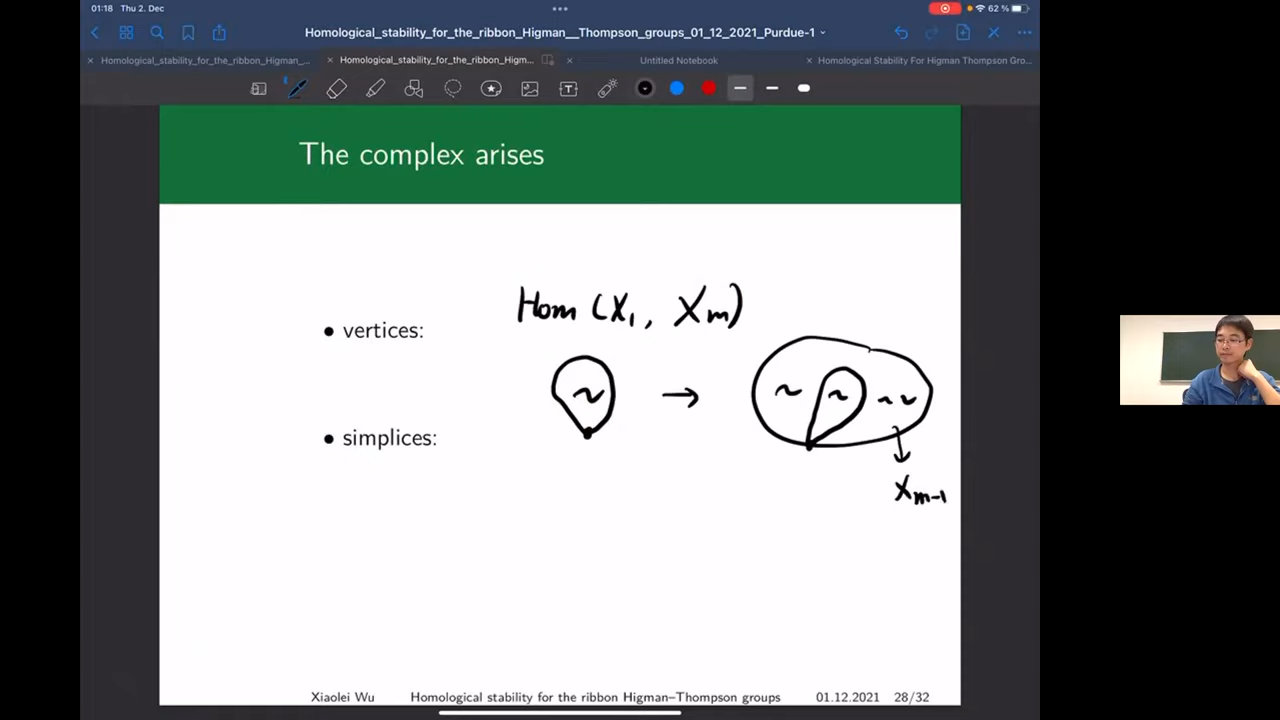 01:18 Thu 2. Dec
62 %
Homological_stability_for_the_ribbon_Higman__Thompson_groups_01_12_2021_Purdue-1
Homological_stability_for_the_ribbon_Higman_...
Homological_stability_for_the_ribbon_Higm...
Untitled Notebook
Homological Stability For Higman Thompson Gro...
The complex arises
Hom (X₁, Xₘ)
• vertices:
~ → ~ ~ ~ ~
• simplices:
Xₘ₋₁
Xiaolei Wu Homological stability for the ribbon Higman–Thompson groups 01.12.2021 28/32